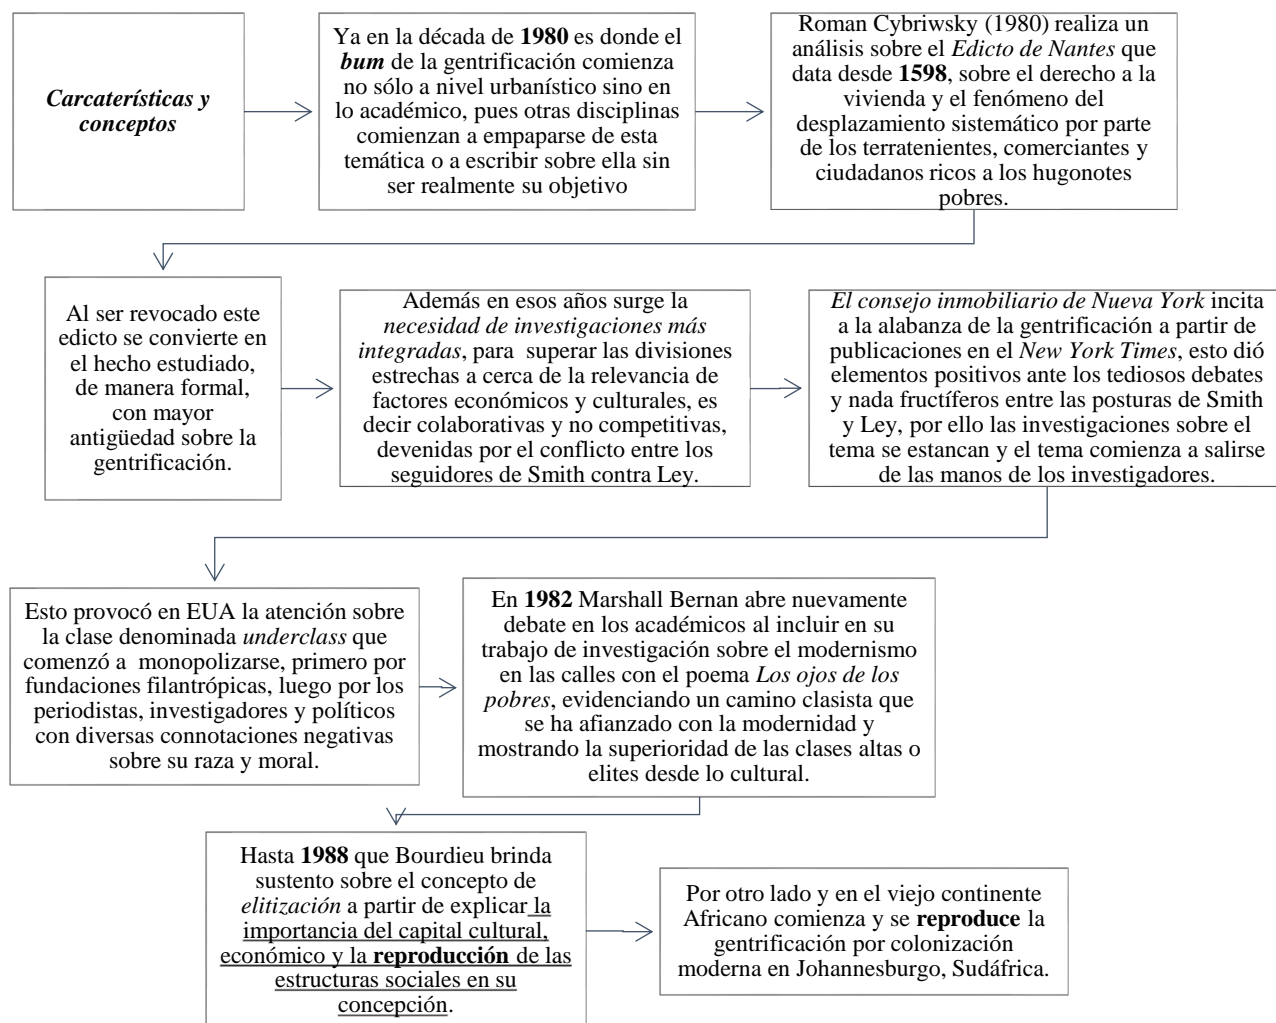 Carcaterísticas y
conceptos
Ya en la década de 1980 es donde el
bum de la gentrificación comienza
no sólo a nivel urbanístico sino en
lo académico, pues otras disciplinas
comienzan a empaparse de esta
temática o a escribir sobre ella sin
ser realmente su objetivo
Roman Cybriwsky (1980) realiza un
análisis sobre el Edicto de Nantes que
data desde 1598, sobre el derecho a la
vivienda y el fenómeno del
desplazamiento sistemático por parte
de los terratenientes, comerciantes y
ciudadanos ricos a los hugonotes
pobres.
Al ser revocado este
edicto se convierte en
el hecho estudiado,
de manera formal,
con mayor
antigüedad sobre la
gentrificación.
Además en esos años surge la
necesidad de investigaciones más
integradas, para superar las divisiones
estrechas a cerca de la relevancia de
factores económicos y culturales, es
decir colaborativas y no competitivas,
devenidas por el conflicto entre los
seguidores de Smith contra Ley.
El consejo inmobiliario de Nueva York incita
a la alabanza de la gentrificación a partir de
publicaciones en el New York Times, esto dió
elementos positivos ante los tediosos debates
y nada fructíferos entre las posturas de Smith
y Ley, por ello las investigaciones sobre el
tema se estancan y el tema comienza a salirse
de las manos de los investigadores.
Esto provocó en EUA la atención sobre
la clase denominada underclass que
comenzó a monopolizarse, primero por
fundaciones filantrópicas, luego por los
periodistas, investigadores y políticos
con diversas connotaciones negativas
sobre su raza y moral.
En 1982 Marshall Bernan abre nuevamente
debate en los académicos al incluir en su
trabajo de investigación sobre el modernismo
en las calles con el poema Los ojos de los
pobres, evidenciando un camino clasista que
se ha afianzado con la modernidad y
mostrando la superioridad de las clases altas o
elites desde lo cultural.
Hasta 1988 que Bourdieu brinda
sustento sobre el concepto de
elitización a partir de explicar la
importancia del capital cultural,
económico y la reproducción de las
estructuras sociales en su
concepción.
Por otro lado y en el viejo continente
Africano comienza y se reproduce la
gentrificación por colonización
moderna en Johannesburgo, Sudáfrica.